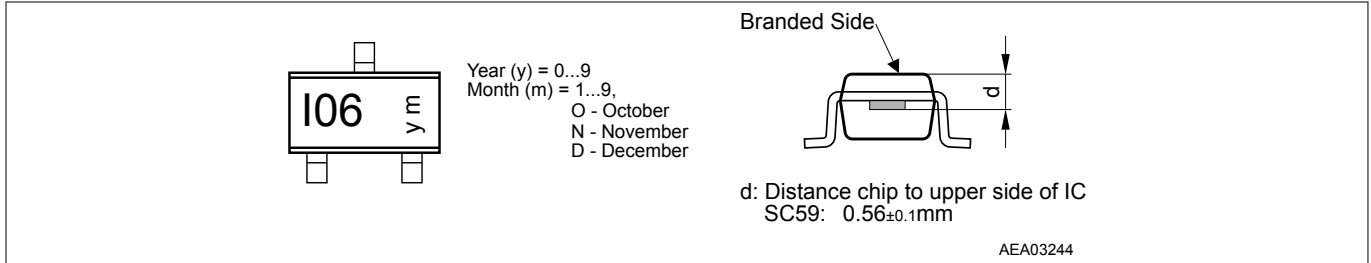 I06
y m
Year (y) = 0...9
Month (m) = 1...9,
O - October
N - November
D - December
Branded Side
d
d: Distance chip to upper side of IC
SC59: 0.56±0.1mm
AEA03244